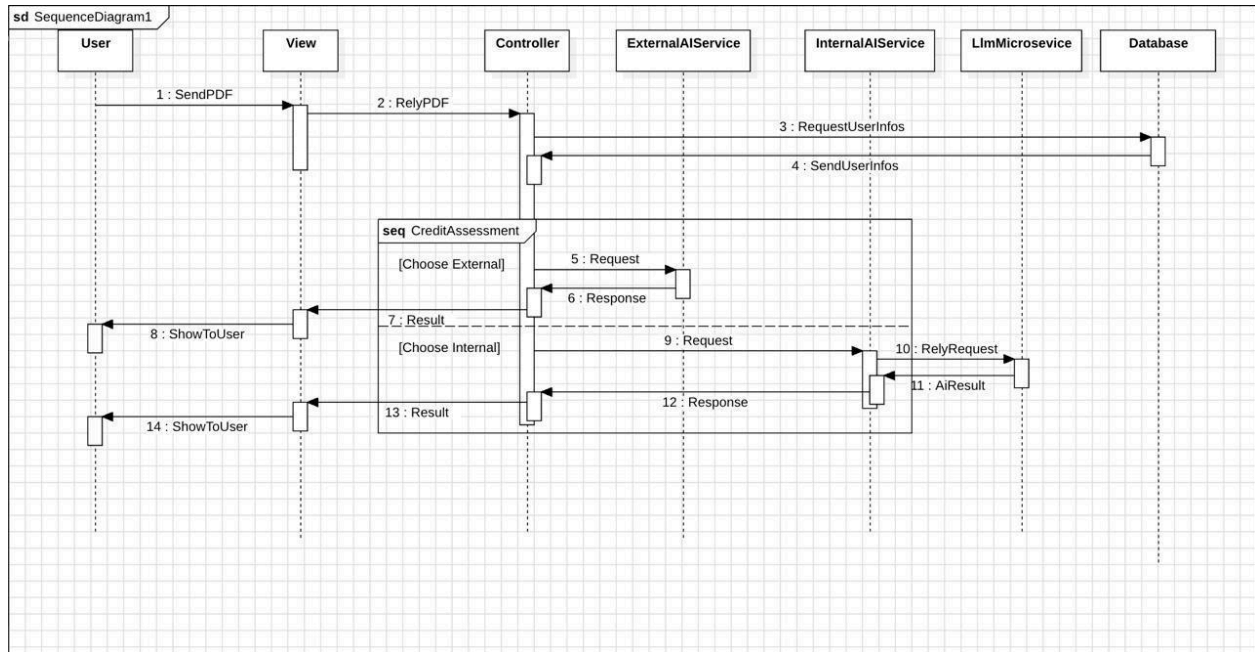 sd SequenceDiagram1
User
View
Controller
ExternalAIService
InternalAIService
LlmMicrosevice
Database
1 : SendPDF
2 : RelyPDF
3 : RequestUserInfos
4 : SendUserInfos
seq CreditAssessment
[Choose External]
5 : Request
6 : Response
7 : Result
8 : ShowToUser
[Choose Internal]
9 : Request
10 : RelyRequest
11 : AiResult
12 : Response
13 : Result
14 : ShowToUser